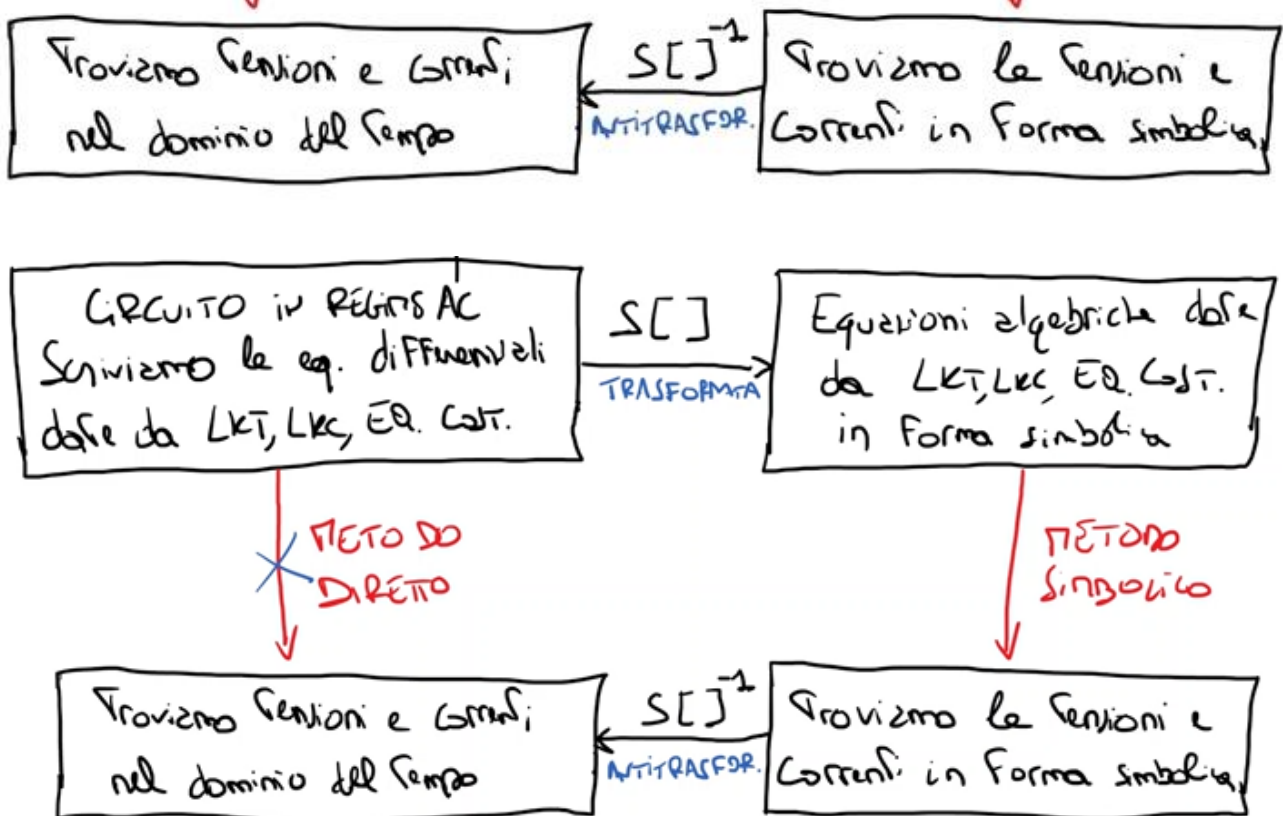 Troviamo Tensioni e Correnti
nel dominio del Tempo
S[]⁻¹
ANTITRASFOR.
Troviamo le Tensioni e
Correnti in Forma simbolica
CIRCUITO IN REGIME AC
Scriviamo le eq. differenziali
date da LKT, LKC, EQ. COST.
S[]
TRASFORMATA
Equazioni algebriche date
da LKT, LKC, EQ. COST.
in Forma simbolica
METODO
DIRETTO
METODO
SIMBOLICO
Troviamo Tensioni e Correnti
nel dominio del Tempo
S[]⁻¹
ANTITRASFOR.
Troviamo le Tensioni e
Correnti in Forma simbolica